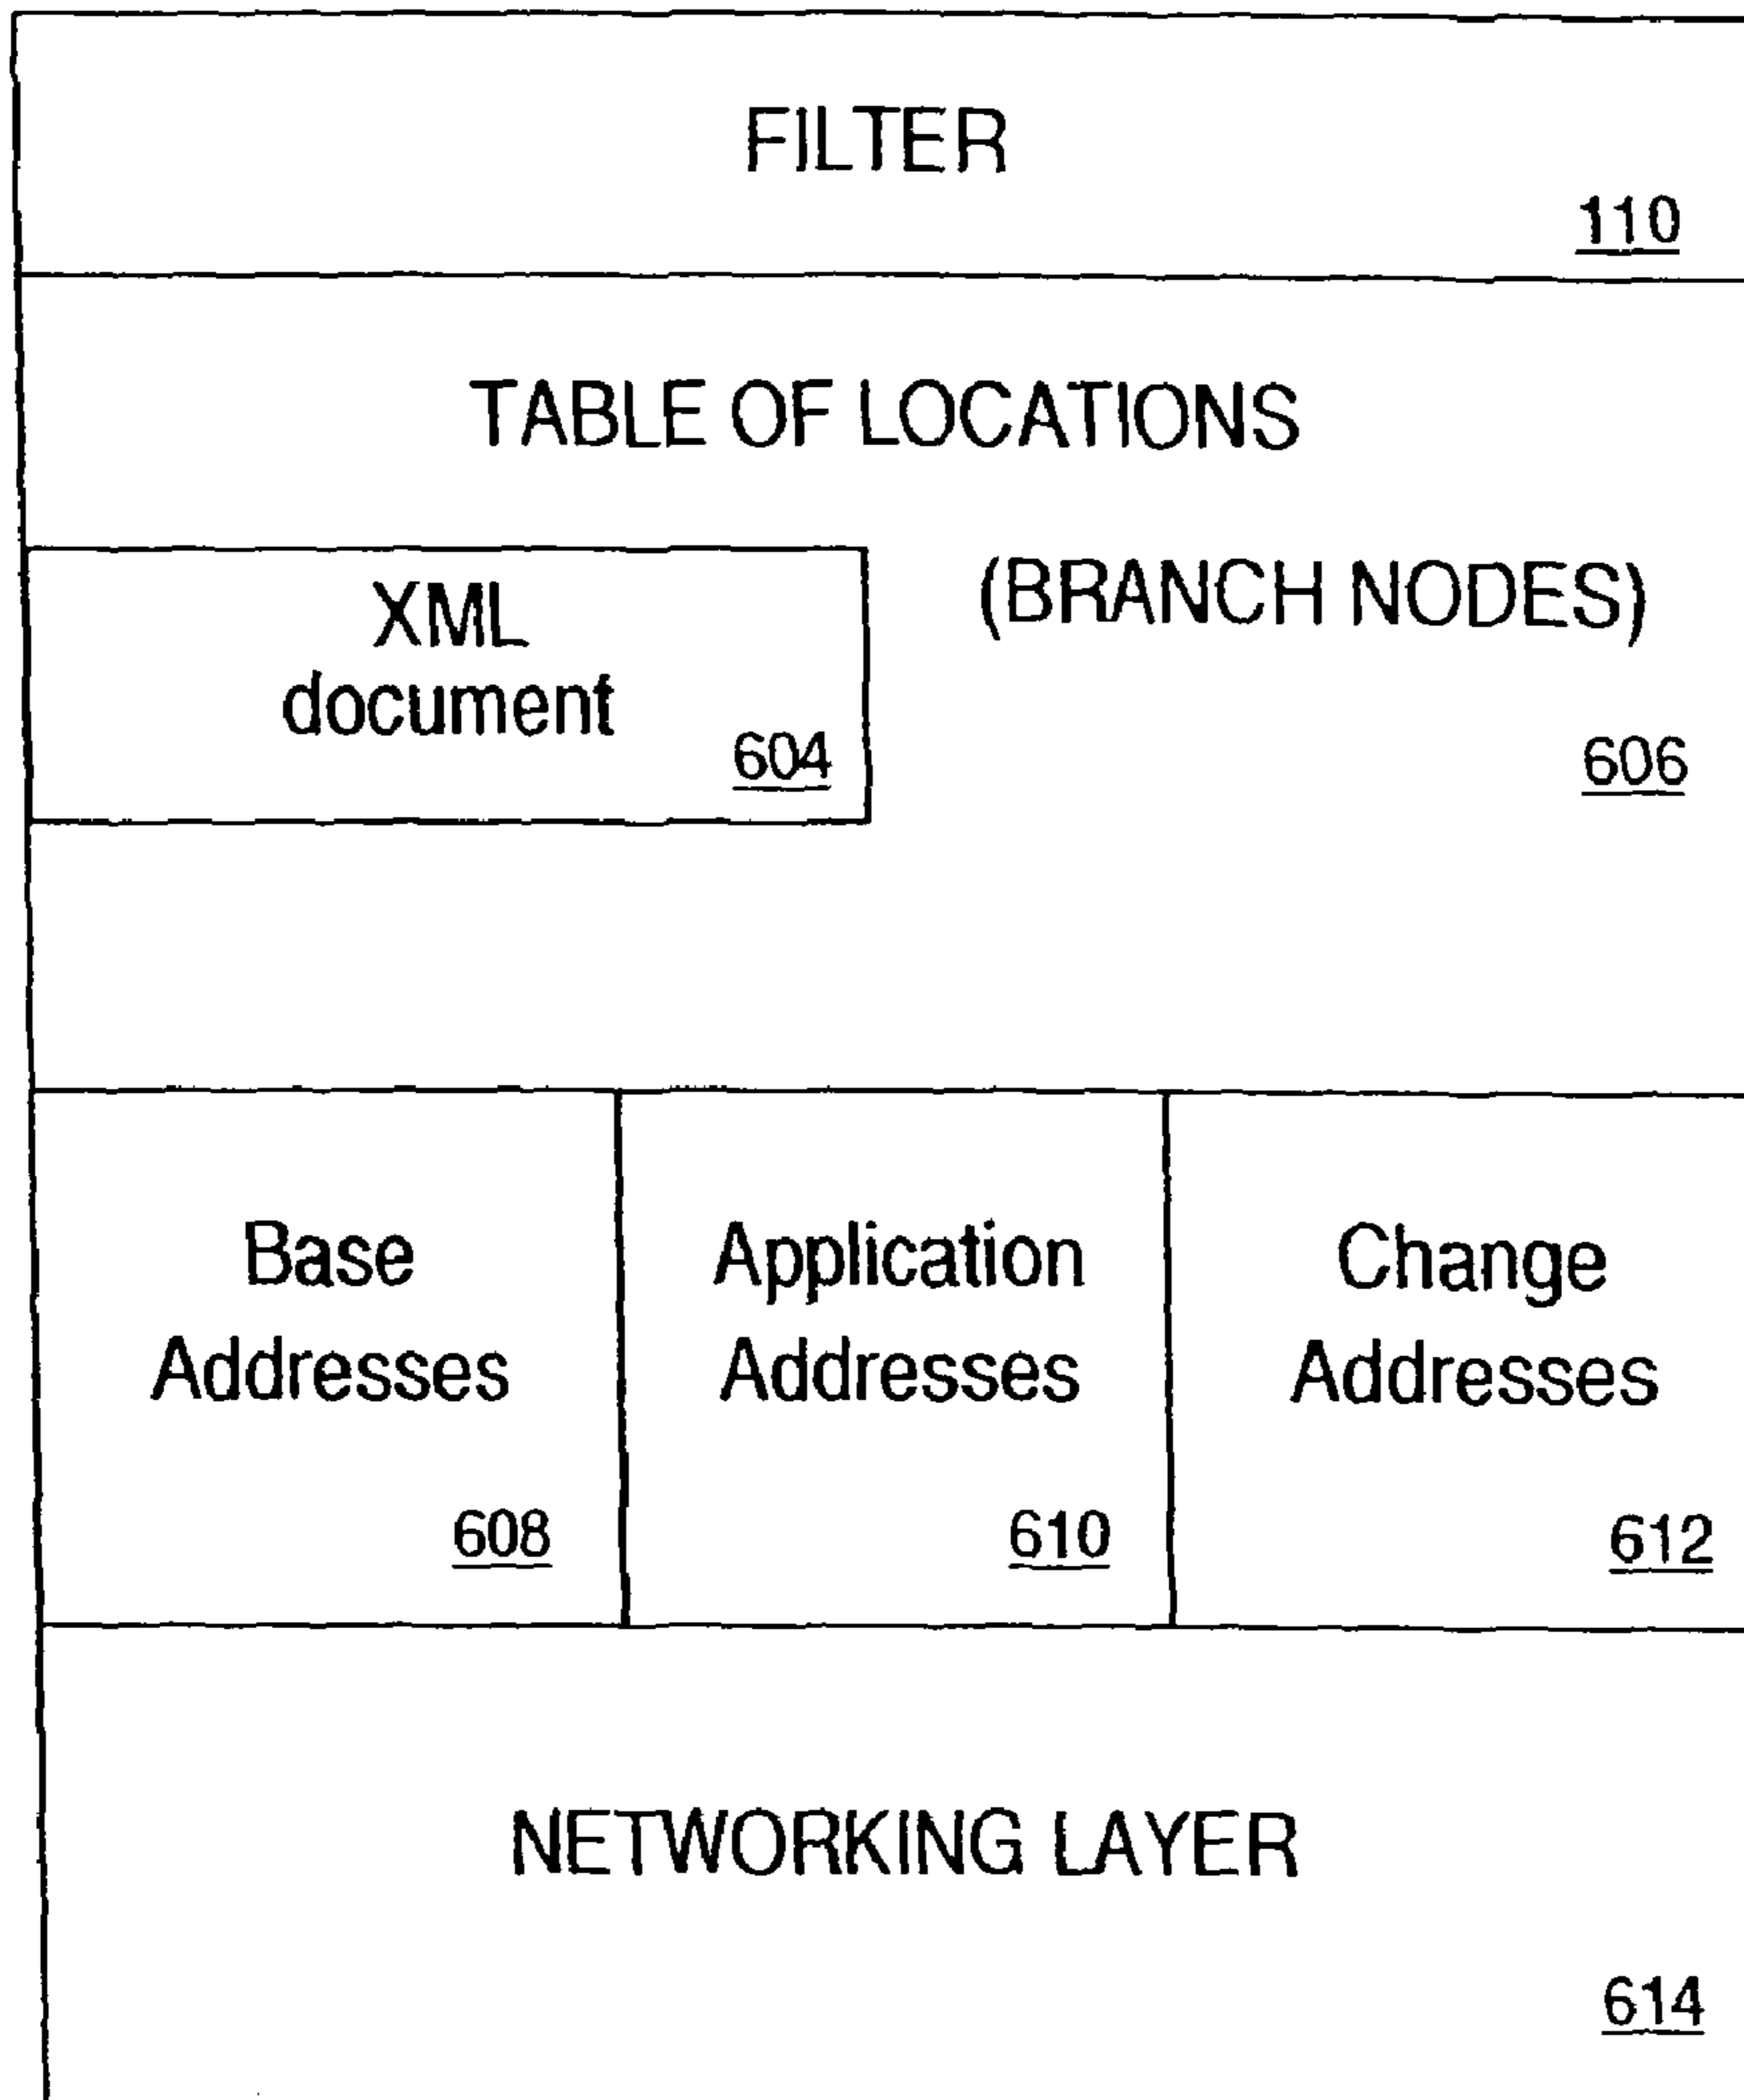 FILTER
110
TABLE OF LOCATIONS
(BRANCH NODES)
XML
document
604
606
Base
Addresses
608
Application
Addresses
610
Change
Addresses
612
NETWORKING LAYER
614